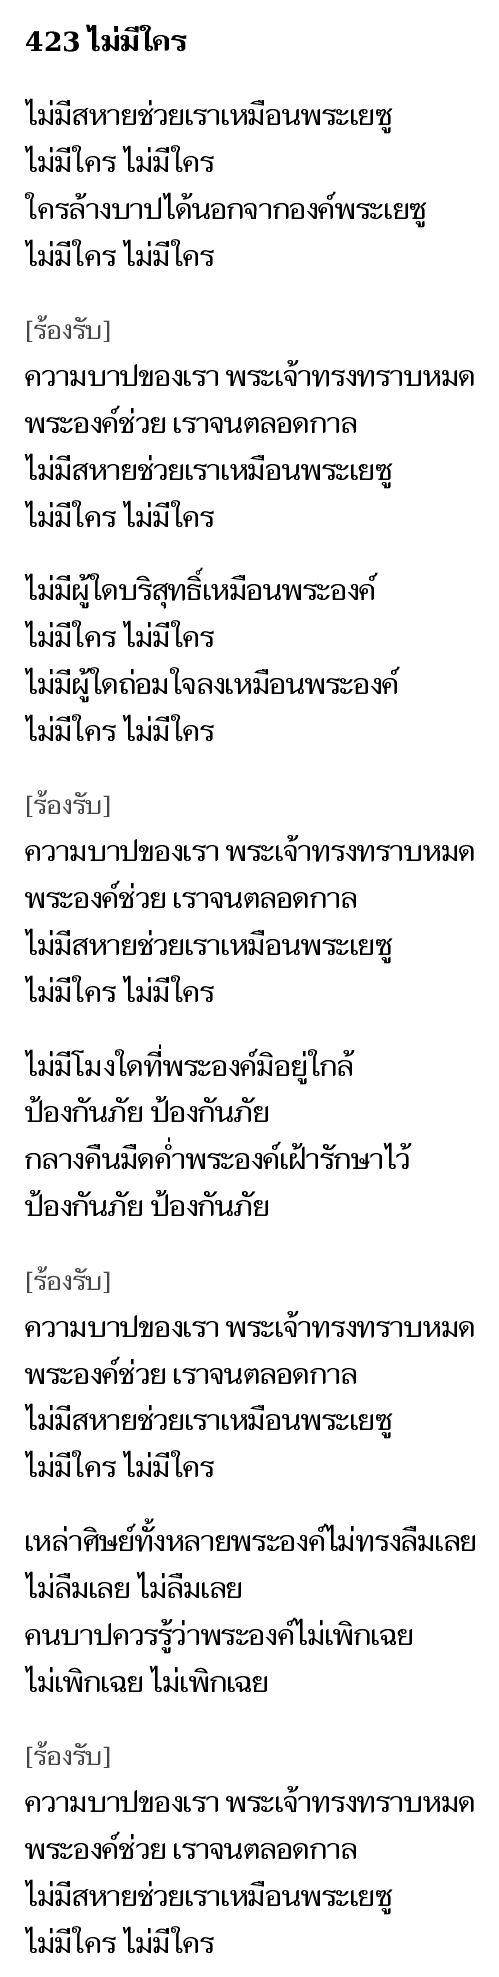 423 ไม่มีใคร
ไม่มีสหายช่วยเราเหมือนพระเยซู
ไม่มีใคร ไม่มีใคร
ใครล้างบาปได้นอกจากองค์พระเยซู
ไม่มีใคร ไม่มีใคร
[ร้องรับ]
ความบาปของเรา พระเจ้าทรงทราบหมด
พระองค์ช่วย เราจนตลอดกาล
ไม่มีสหายช่วยเราเหมือนพระเยซู
ไม่มีใคร ไม่มีใคร
ไม่มีผู้ใดบริสุทธิ์เหมือนพระองค์
ไม่มีใคร ไม่มีใคร
ไม่มีผู้ใดถ่อมใจลงเหมือนพระองค์
ไม่มีใคร ไม่มีใคร
[ร้องรับ]
ความบาปของเรา พระเจ้าทรงทราบหมด
พระองค์ช่วย เราจนตลอดกาล
ไม่มีสหายช่วยเราเหมือนพระเยซู
ไม่มีใคร ไม่มีใคร
ไม่มีโมงใดที่พระองค์มิอยู่ใกล้
ป้องกันภัย ป้องกันภัย
กลางคืนมืดค่ำพระองค์เฝ้ารักษาไว้
ป้องกันภัย ป้องกันภัย
[ร้องรับ]
ความบาปของเรา พระเจ้าทรงทราบหมด
พระองค์ช่วย เราจนตลอดกาล
ไม่มีสหายช่วยเราเหมือนพระเยซู
ไม่มีใคร ไม่มีใคร
เหล่าศิษย์ทั้งหลายพระองค์ไม่ทรงลืมเลย
ไม่ลืมเลย ไม่ลืมเลย
คนบาปควรรู้ว่าพระองค์ไม่เพิกเฉย
ไม่เพิกเฉย ไม่เพิกเฉย
[ร้องรับ]
ความบาปของเรา พระเจ้าทรงทราบหมด
พระองค์ช่วย เราจนตลอดกาล
ไม่มีสหายช่วยเราเหมือนพระเยซู
ไม่มีใคร ไม่มีใคร